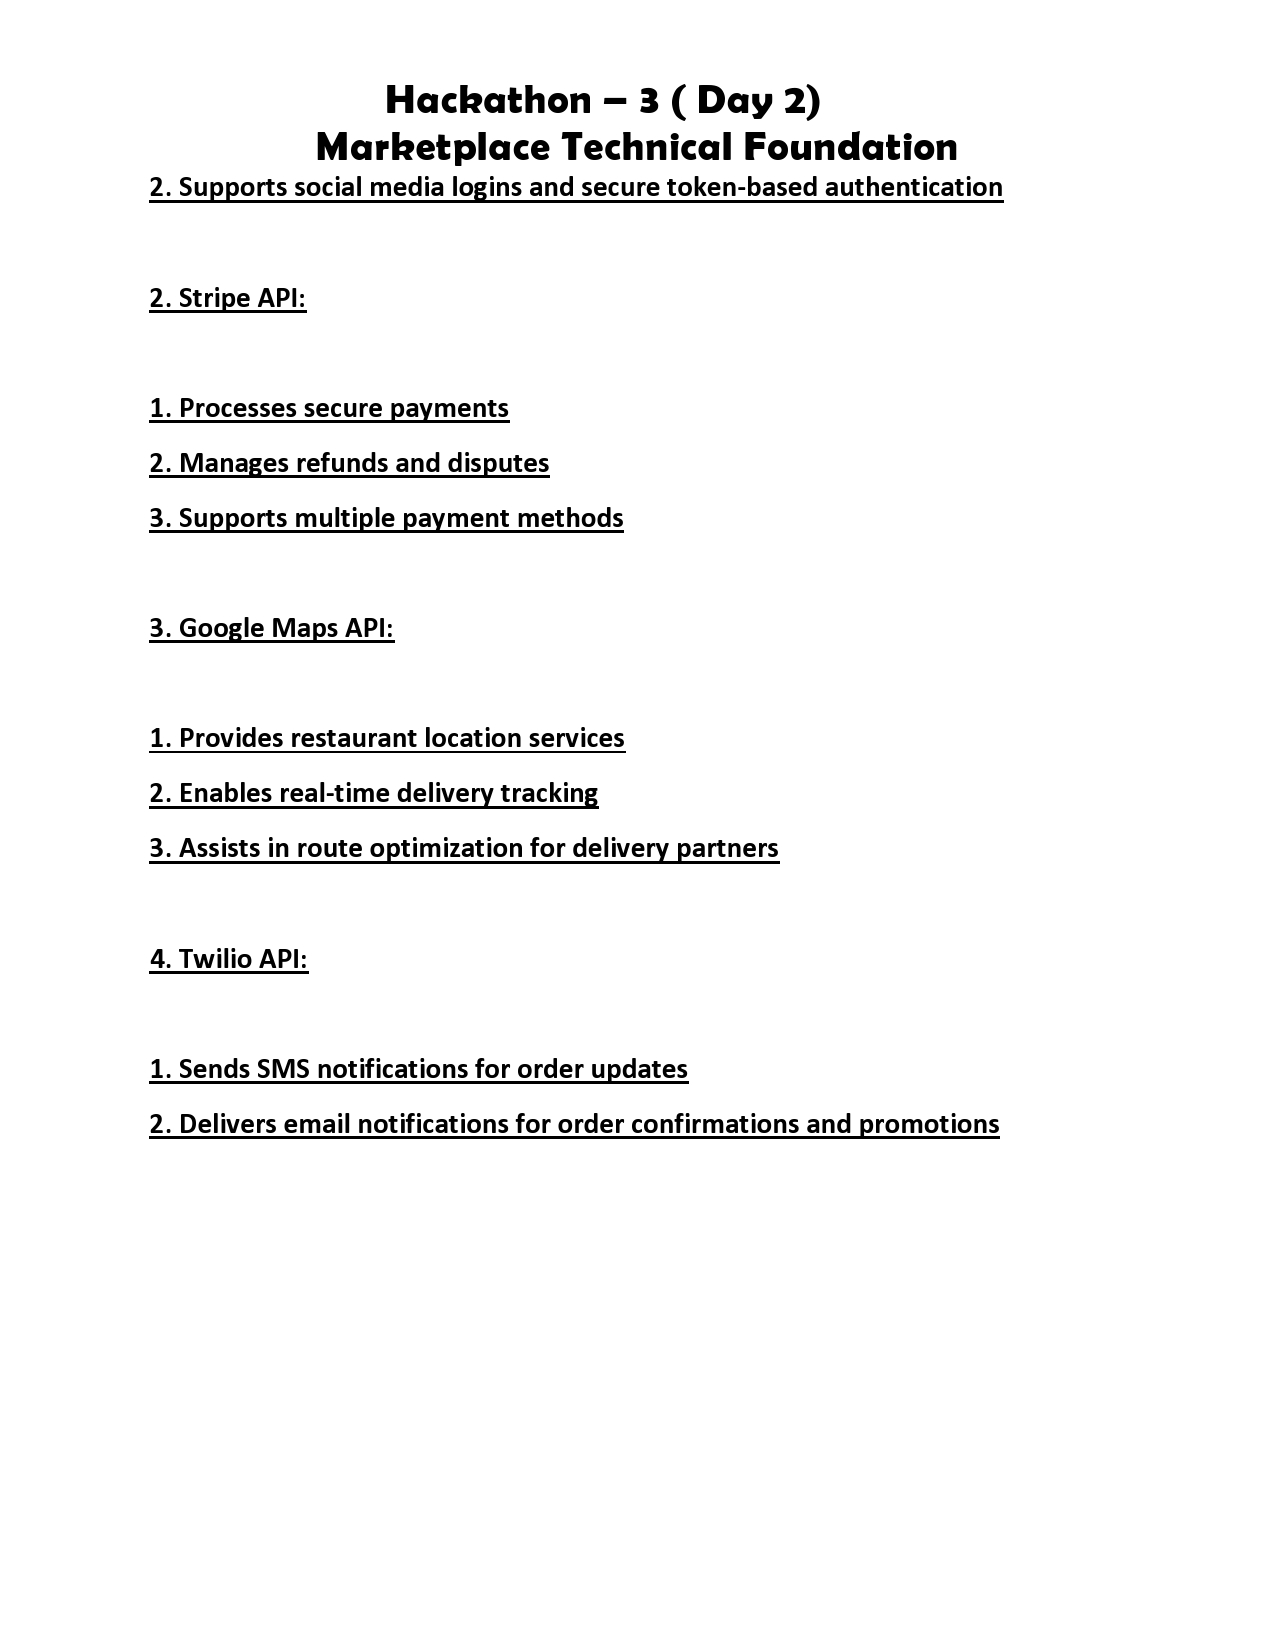 Hackathon – 3 ( Day 2)
Marketplace Technical Foundation
2. Supports social media logins and secure token-based authentication
2. Stripe API:
1. Processes secure payments
2. Manages refunds and disputes
3. Supports multiple payment methods
3. Google Maps API:
1. Provides restaurant location services
2. Enables real-time delivery tracking
3. Assists in route optimization for delivery partners
4. Twilio API:
1. Sends SMS notifications for order updates
2. Delivers email notifications for order confirmations and promotions